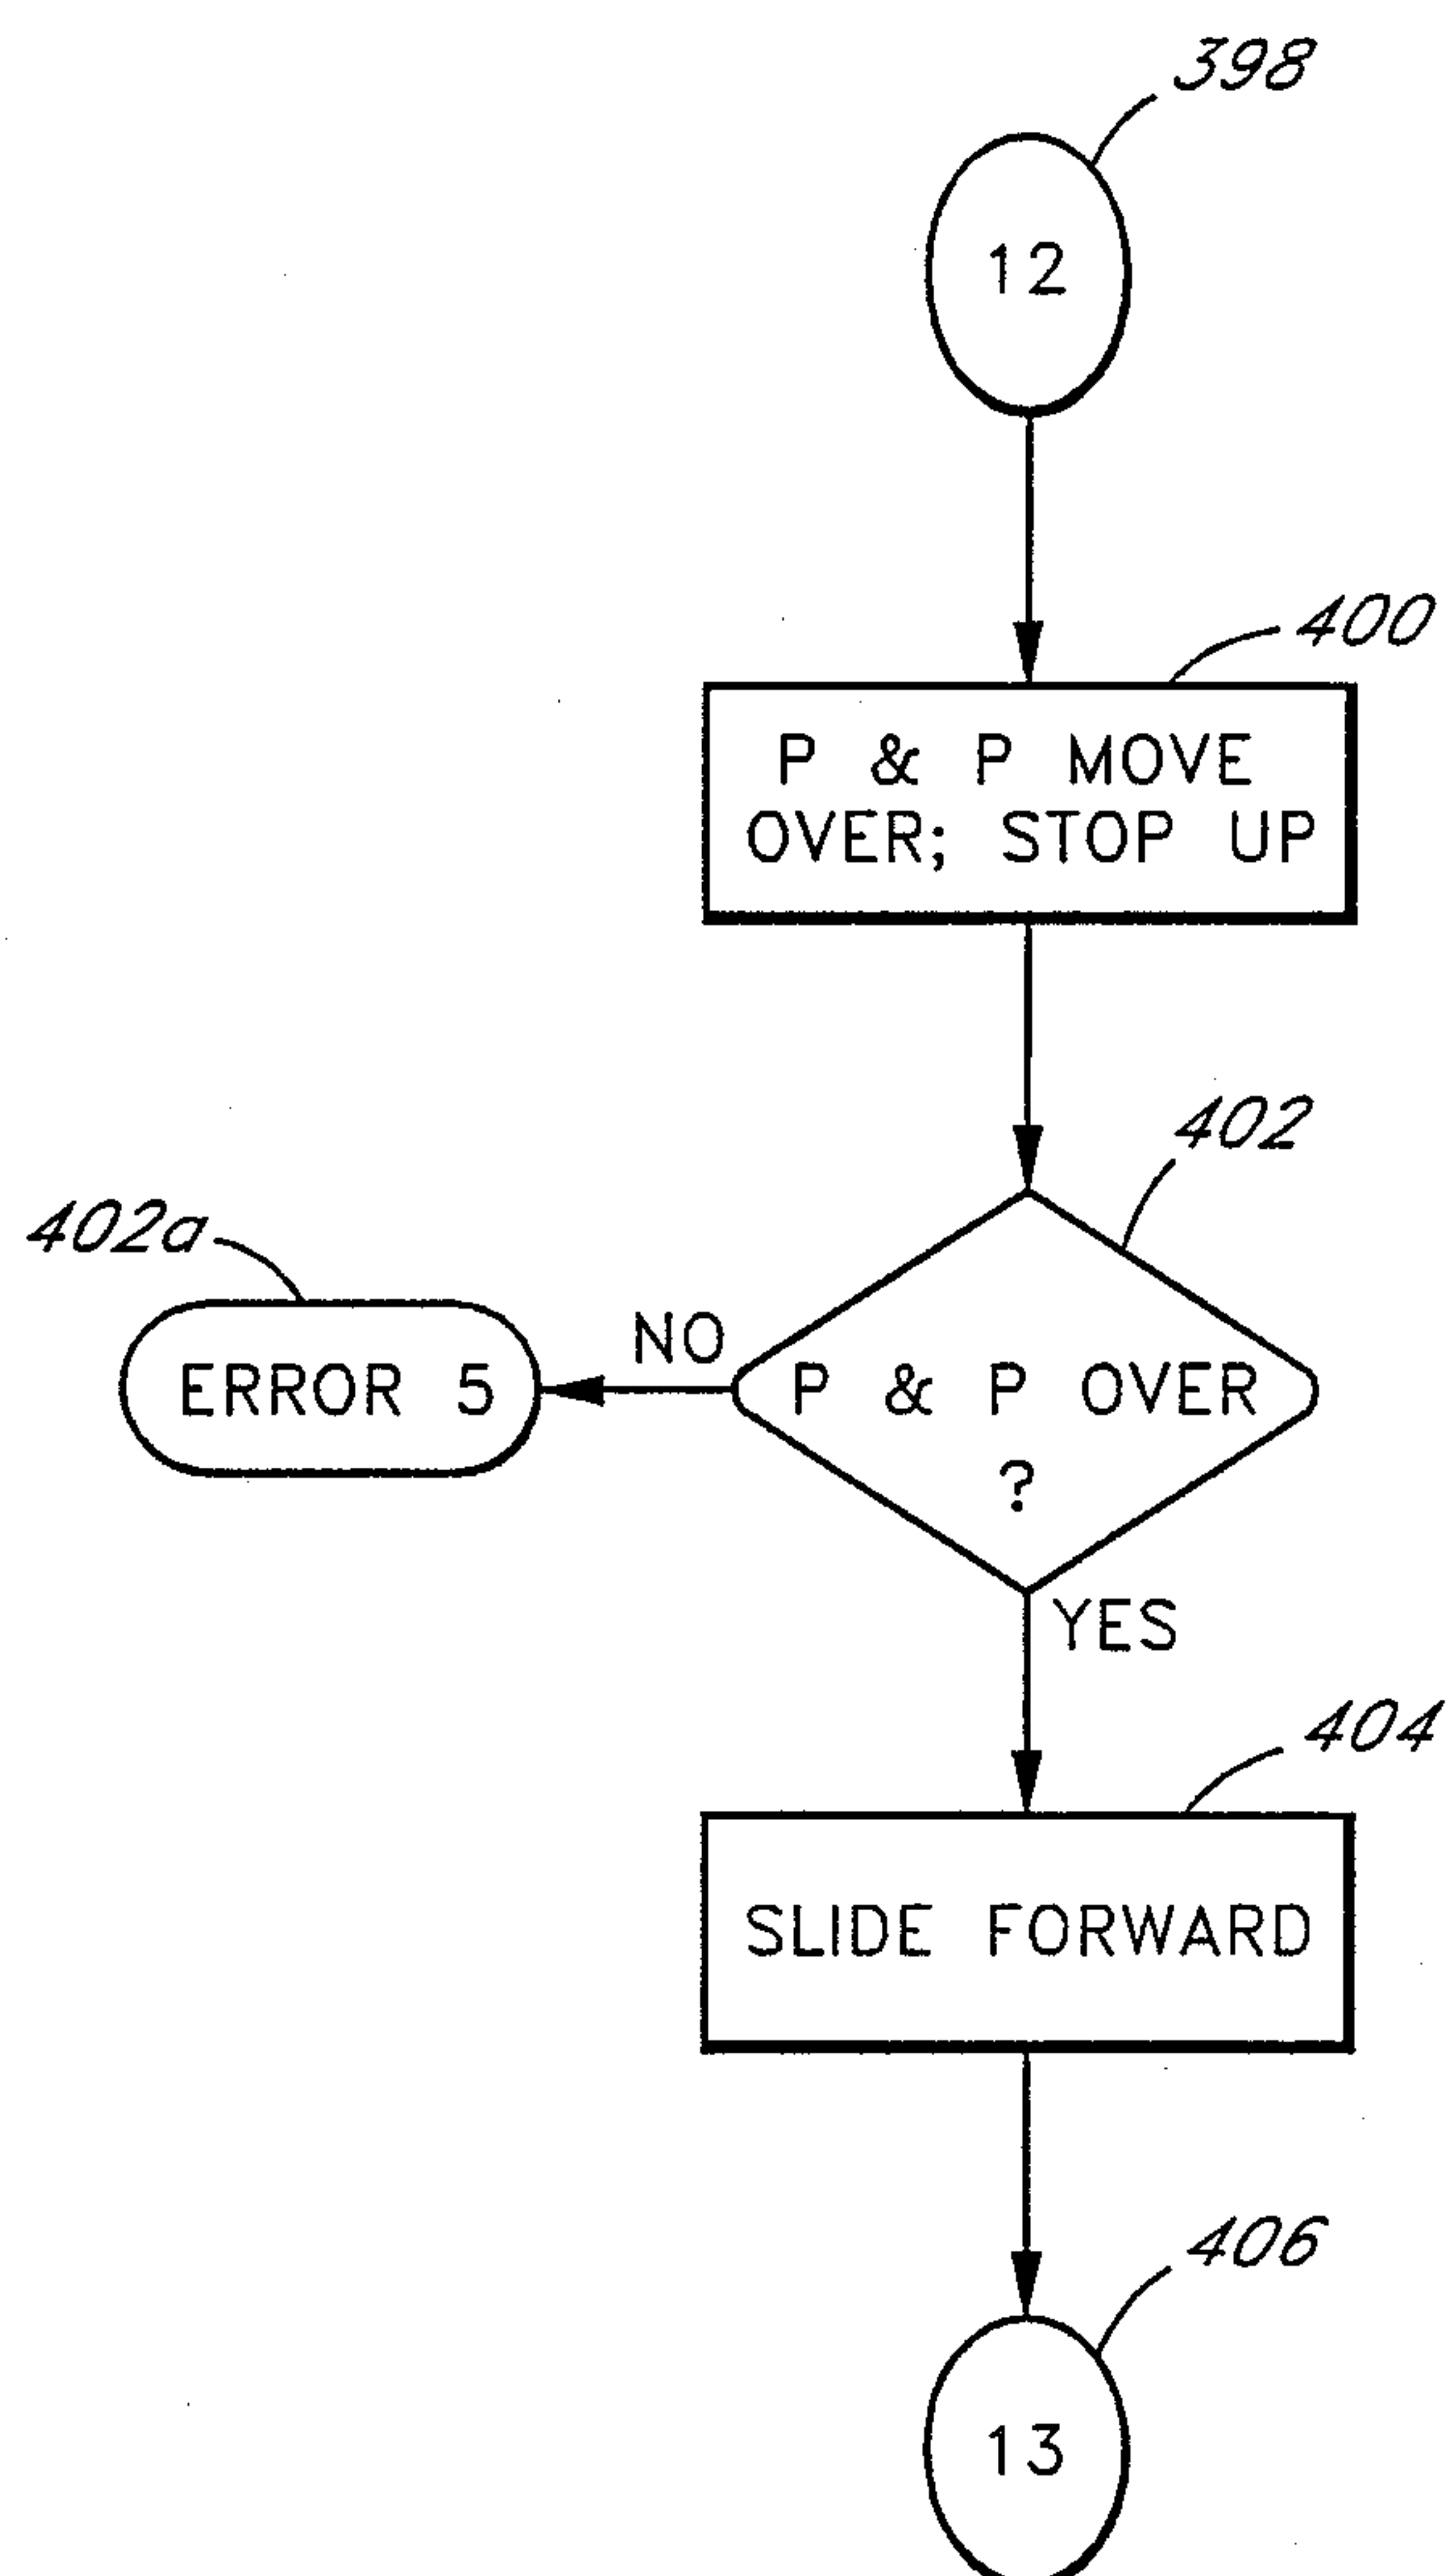 398
12
400
P & P MOVE
OVER; STOP UP
402
402a
NO
ERROR 5
P & P OVER
?
YES
404
SLIDE FORWARD
406
13